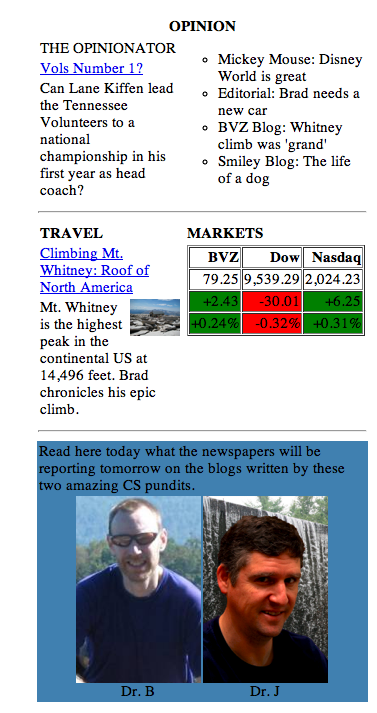 OPINION
THE OPINIONATOR
Vols Number 1?
Can Lane Kiffen lead
the Tennessee
Volunteers to a
national
championship in his
first year as head
coach?
Mickey Mouse: Disney
World is great
Editorial: Brad needs a
new car
BVZ Blog: Whitney
climb was 'grand'
Smiley Blog: The life
of a dog
TRAVEL
Climbing Mt.
Whitney: Roof of
North America
Mt. Whitney
is the highest
peak in the
continental US at
14,496 feet. Brad
chronicles his epic
climb.
MARKETS
BVZ Dow Nasdaq
79.25 9,539.29 2,024.23
+2.43 -30.01 +6.25
+0.24% -0.32% +0.31%
Read here today what the newspapers will be
reporting tomorrow on the blogs written by these
two amazing CS pundits.
Dr. B Dr. J